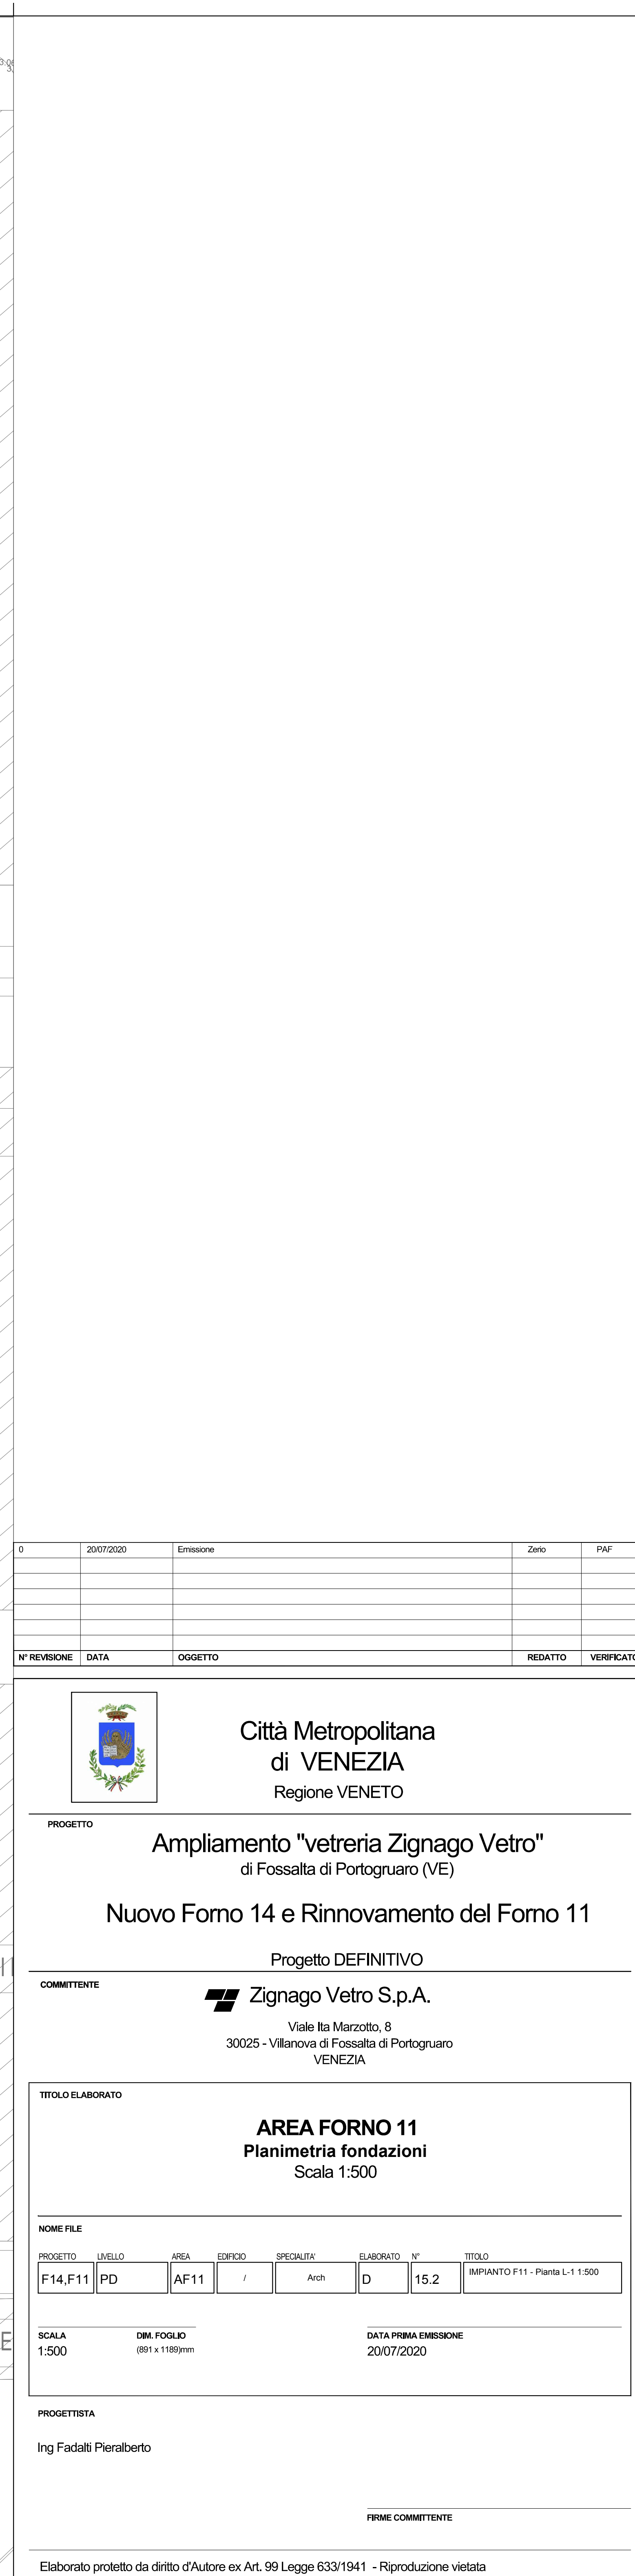 0 20/07/2020 Emissione Zerio PAF
N° REVISIONE DATA OGGETTO REDATTO VERIFICATO
Città Metropolitana
di VENEZIA
Regione VENETO
PROGETTO
Ampliamento "vetreria Zignago Vetro"
di Fossalta di Portogruaro (VE)
Nuovo Forno 14 e Rinnovamento del Forno 11
Progetto DEFINITIVO
COMMITTENTE
Zignago Vetro S.p.A.
Viale Ita Marzotto, 8
30025 - Villanova di Fossalta di Portogruaro
VENEZIA
TITOLO ELABORATO
AREA FORNO 11
Planimetria fondazioni
Scala 1:500
NOME FILE
PROGETTO LIVELLO AREA EDIFICIO SPECIALITA' ELABORATO N° TITOLO
F14,F11 PD AF11 / Arch D 15.2 IMPIANTO F11 - Pianta L-1 1:500
SCALA DIM. FOGLIO DATA PRIMA EMISSIONE
1:500 (891 x 1189)mm 20/07/2020
PROGETTISTA
Ing Fadalti Pieralberto
FIRME COMMITTENTE
Elaborato protetto da diritto d'Autore ex Art. 99 Legge 633/1941 - Riproduzione vietata